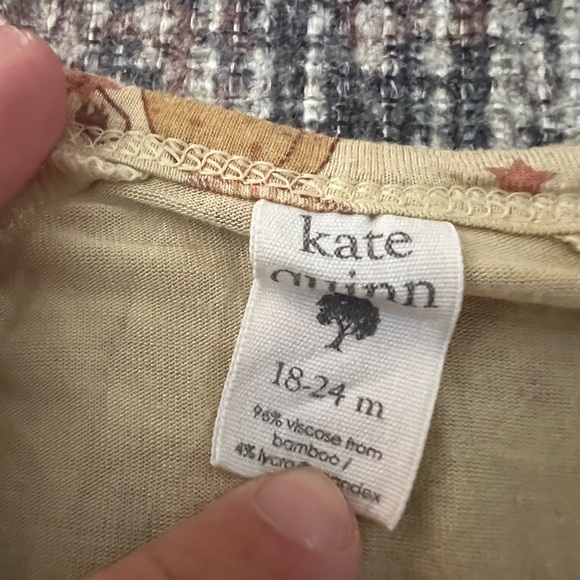 kate
quinn
18-24 m
96% viscose from
bamboo /
4% lycra